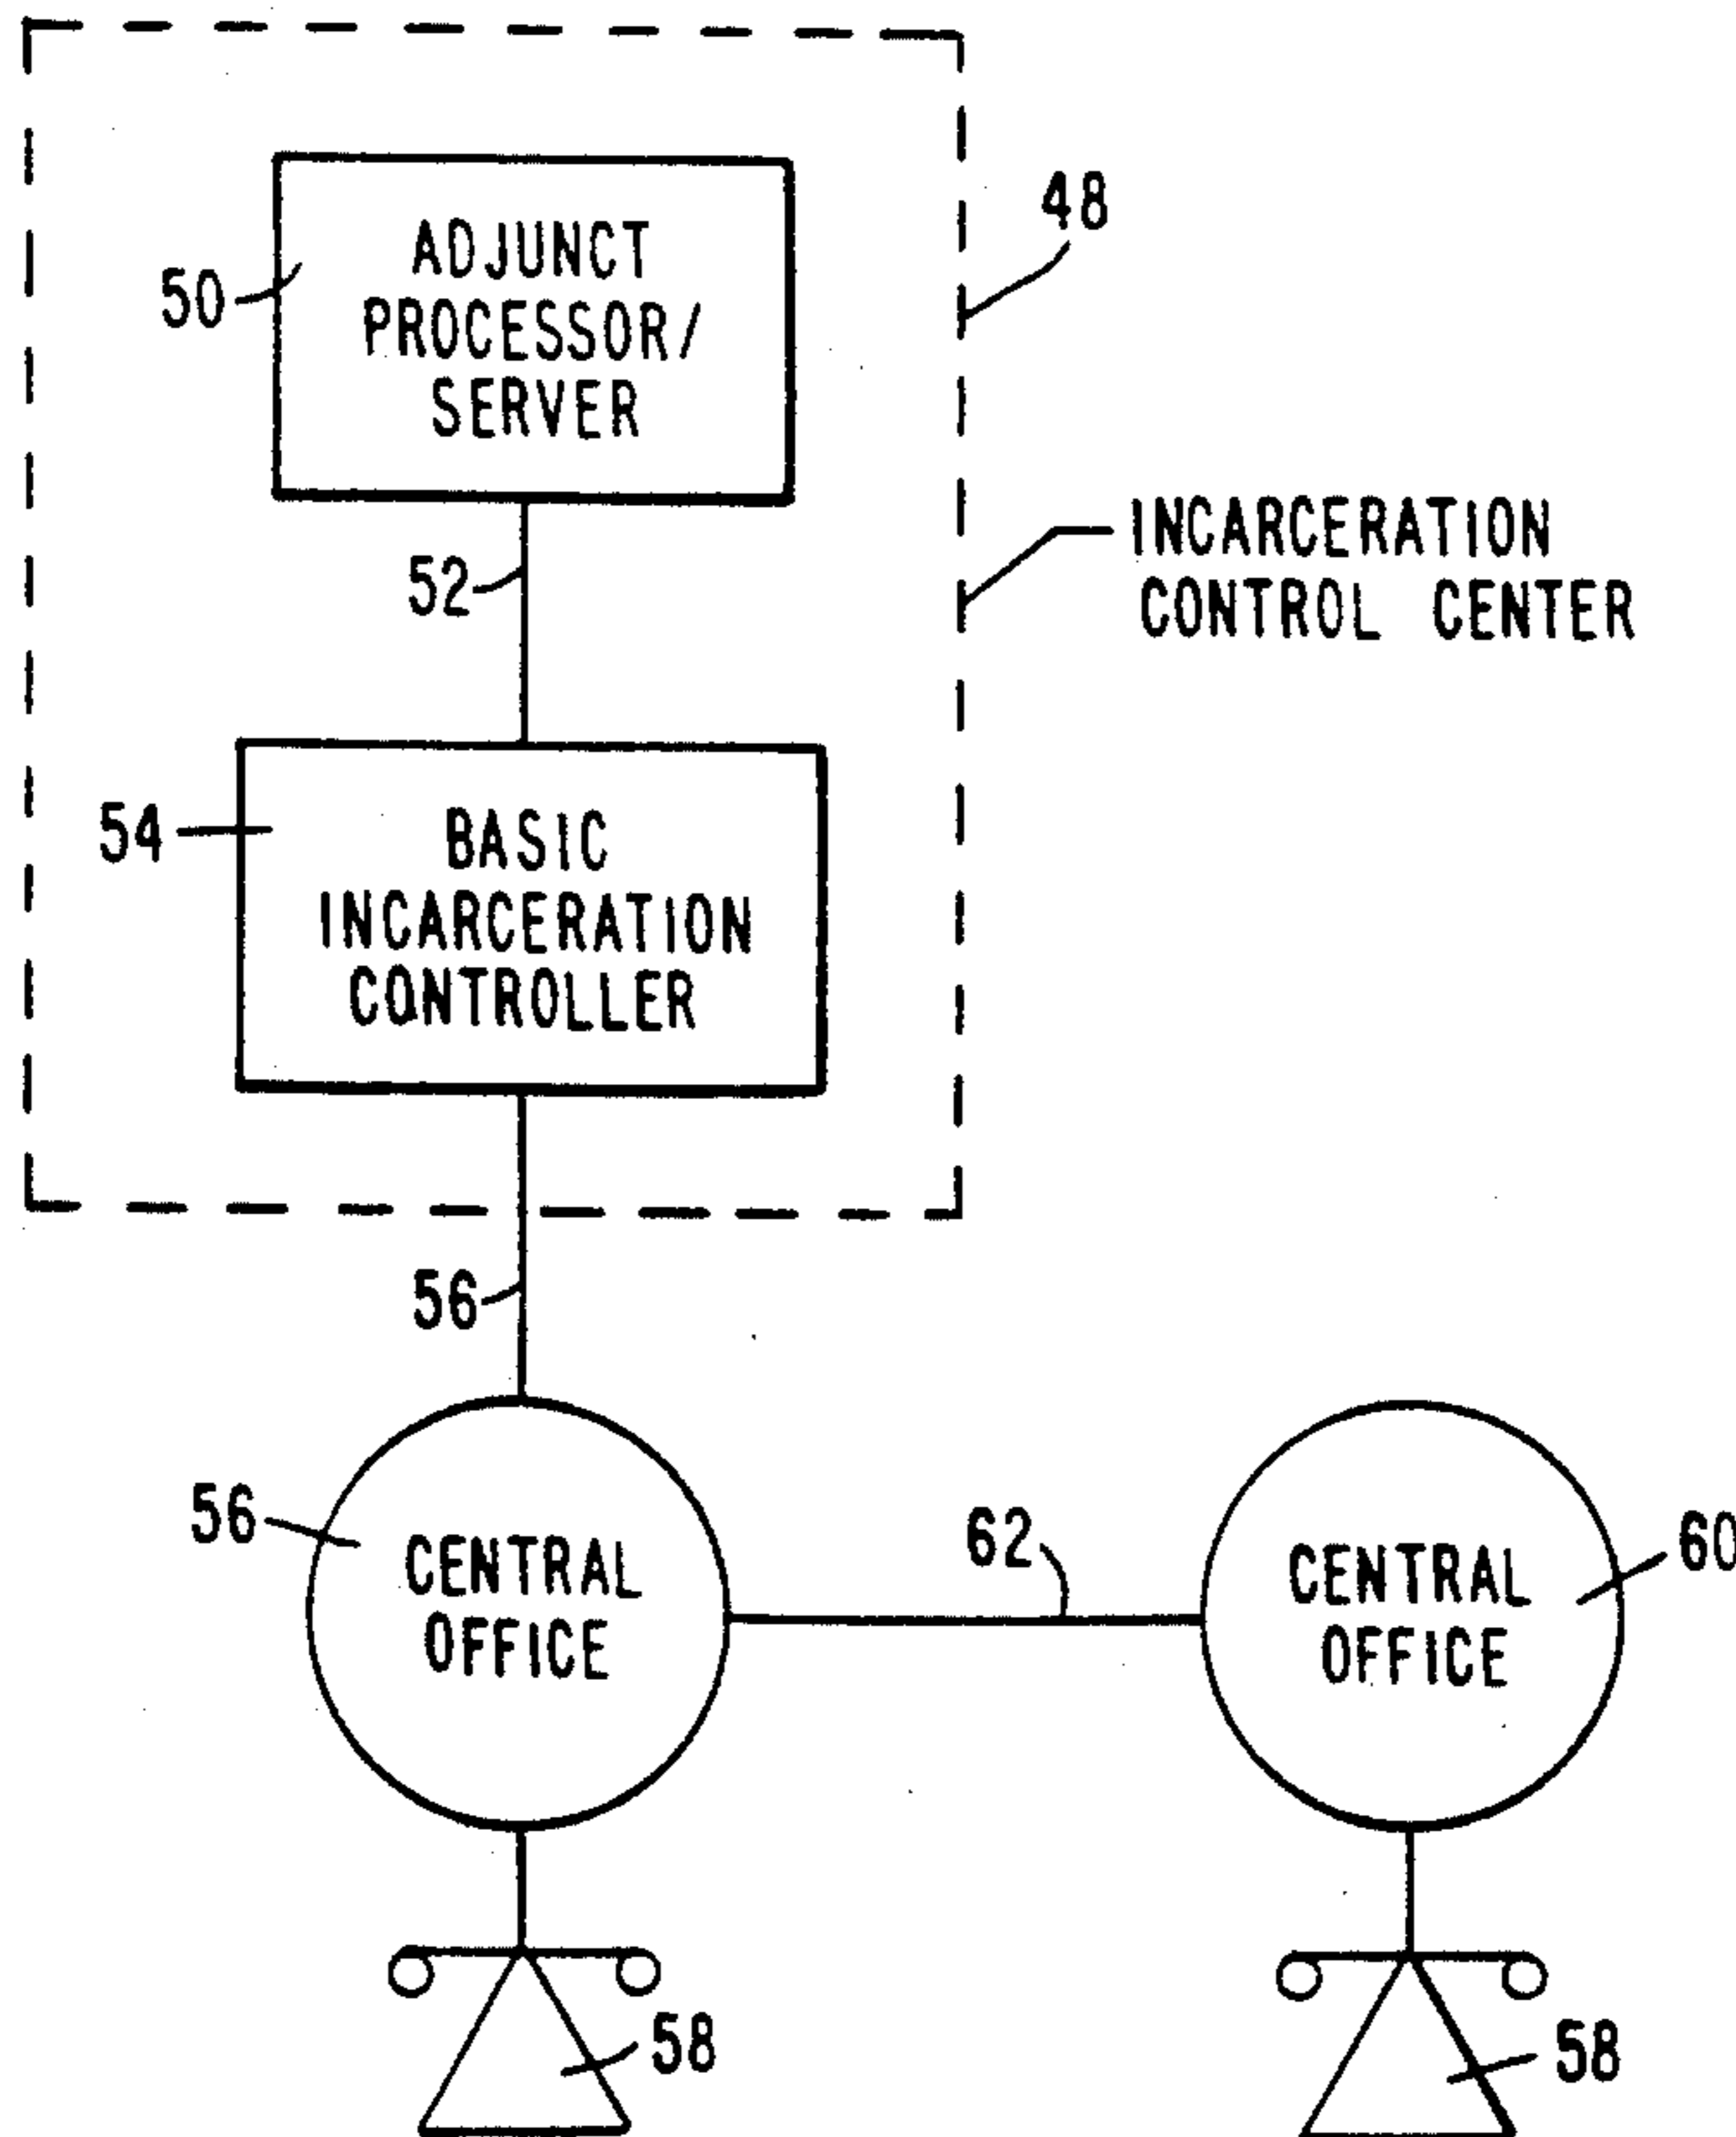 48
50
ADJUNCT
PROCESSOR/
SERVER
52
INCARCERATION
CONTROL CENTER
54
BASIC
INCARCERATION
CONTROLLER
56
56
CENTRAL
OFFICE
62
CENTRAL
OFFICE
60
58
58